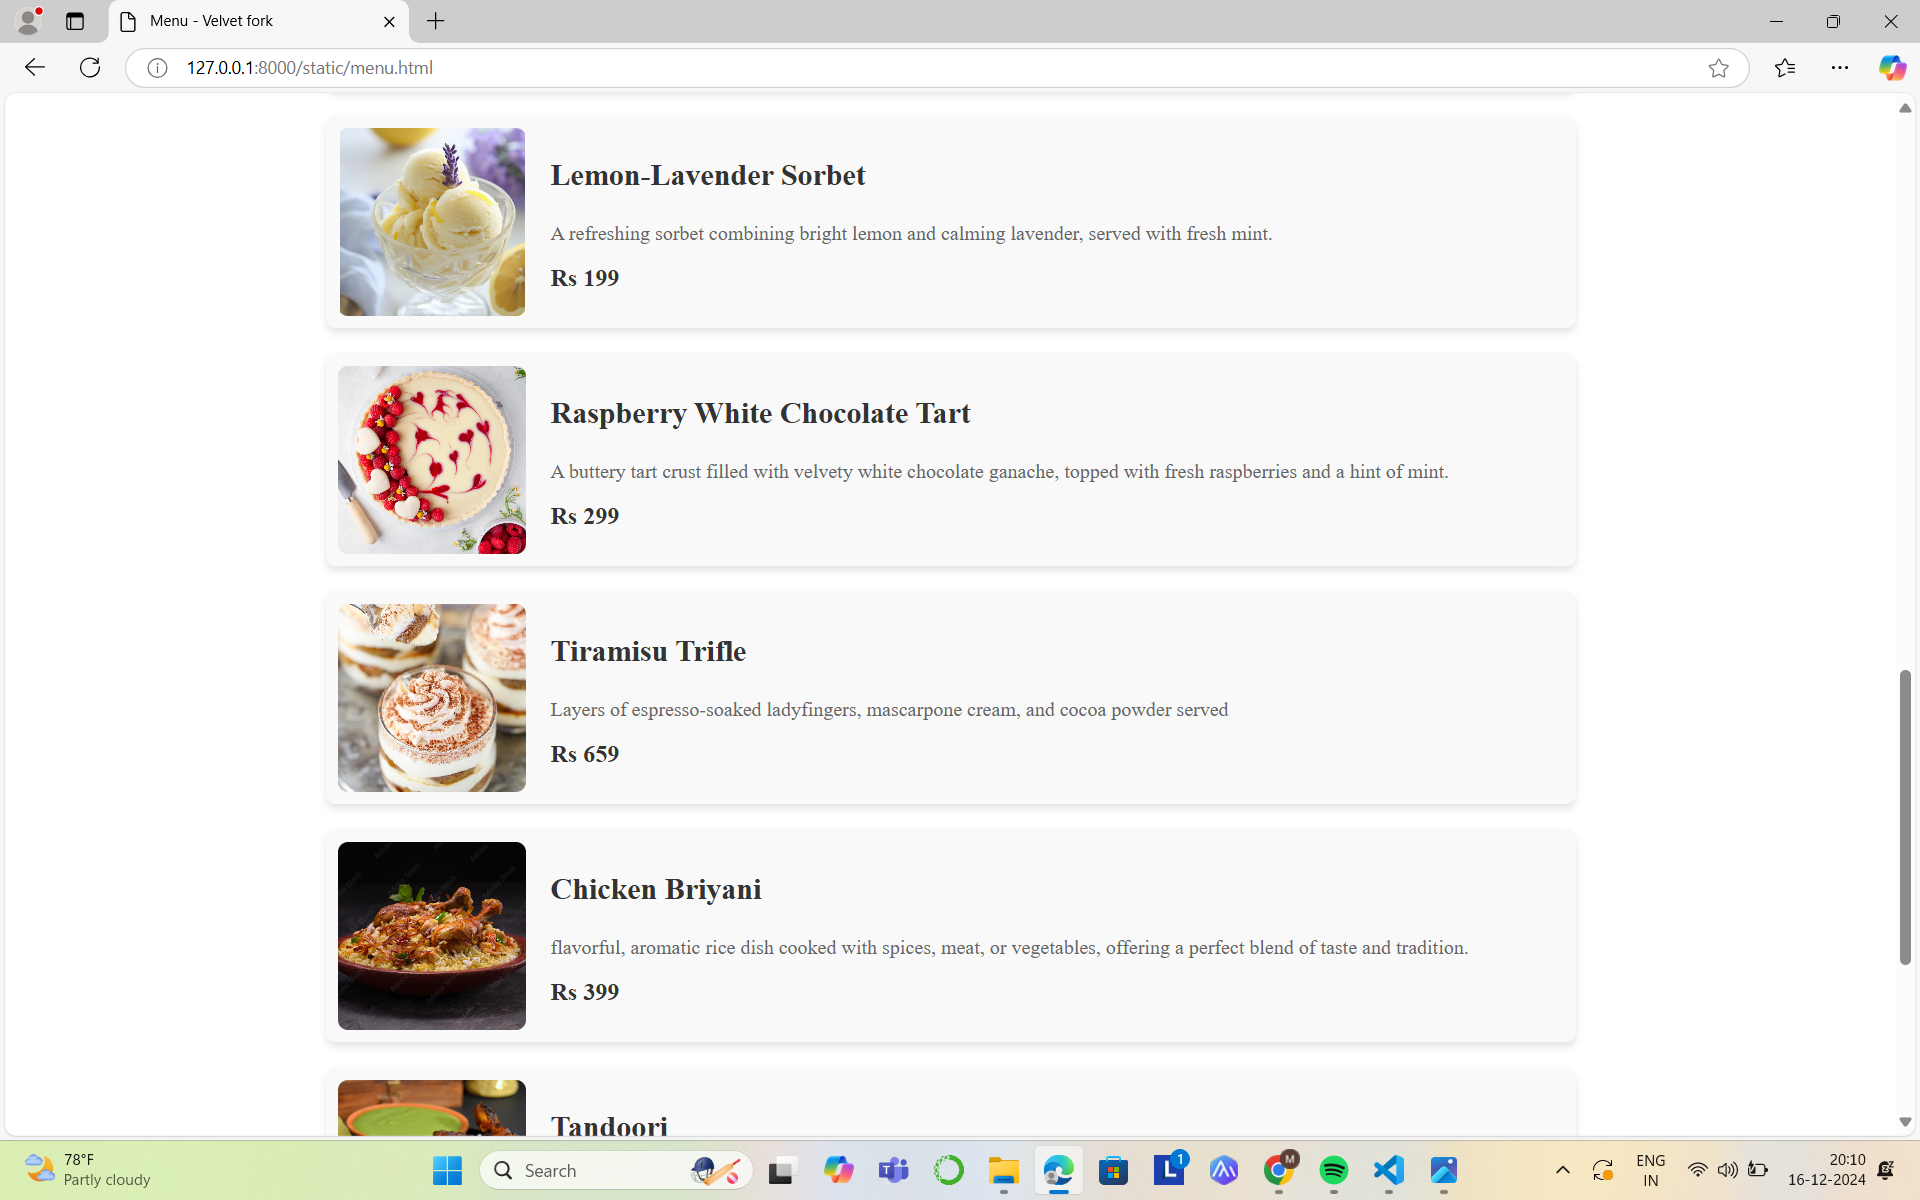 Menu - Velvet fork
127.0.0.1:8000/static/menu.html
Lemon-Lavender Sorbet
A refreshing sorbet combining bright lemon and calming lavender, served with fresh mint.
Rs 199
Raspberry White Chocolate Tart
A buttery tart crust filled with velvety white chocolate ganache, topped with fresh raspberries and a hint of mint.
Rs 299
Tiramisu Trifle
Layers of espresso-soaked ladyfingers, mascarpone cream, and cocoa powder served
Rs 659
Chicken Briyani
flavorful, aromatic rice dish cooked with spices, meat, or vegetables, offering a perfect blend of taste and tradition.
Rs 399
Tandoori
78°F
Partly cloudy
Search
1
M
ENG
IN
20:10
16-12-2024